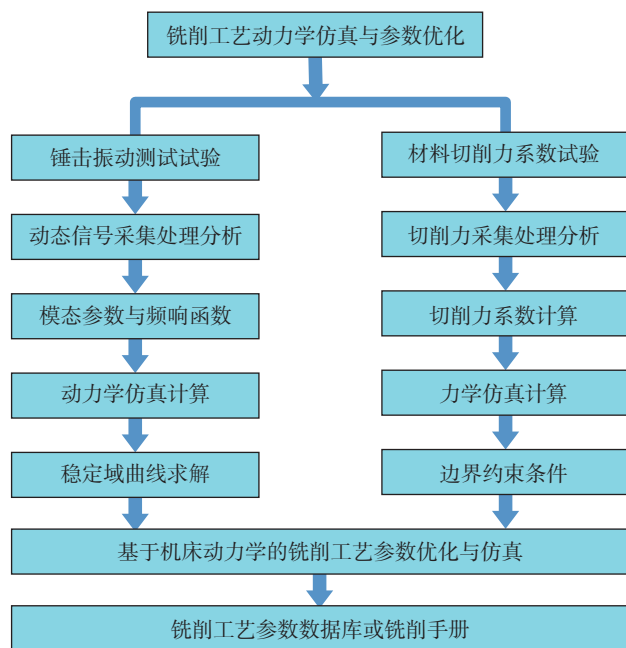 铣削工艺动力学仿真与参数优化
锤击振动测试试验
材料切削力系数试验
动态信号采集处理分析
切削力采集处理分析
模态参数与频响函数
切削力系数计算
动力学仿真计算
力学仿真计算
稳定域曲线求解
边界约束条件
基于机床动力学的铣削工艺参数优化与仿真
铣削工艺参数数据库或铣削手册